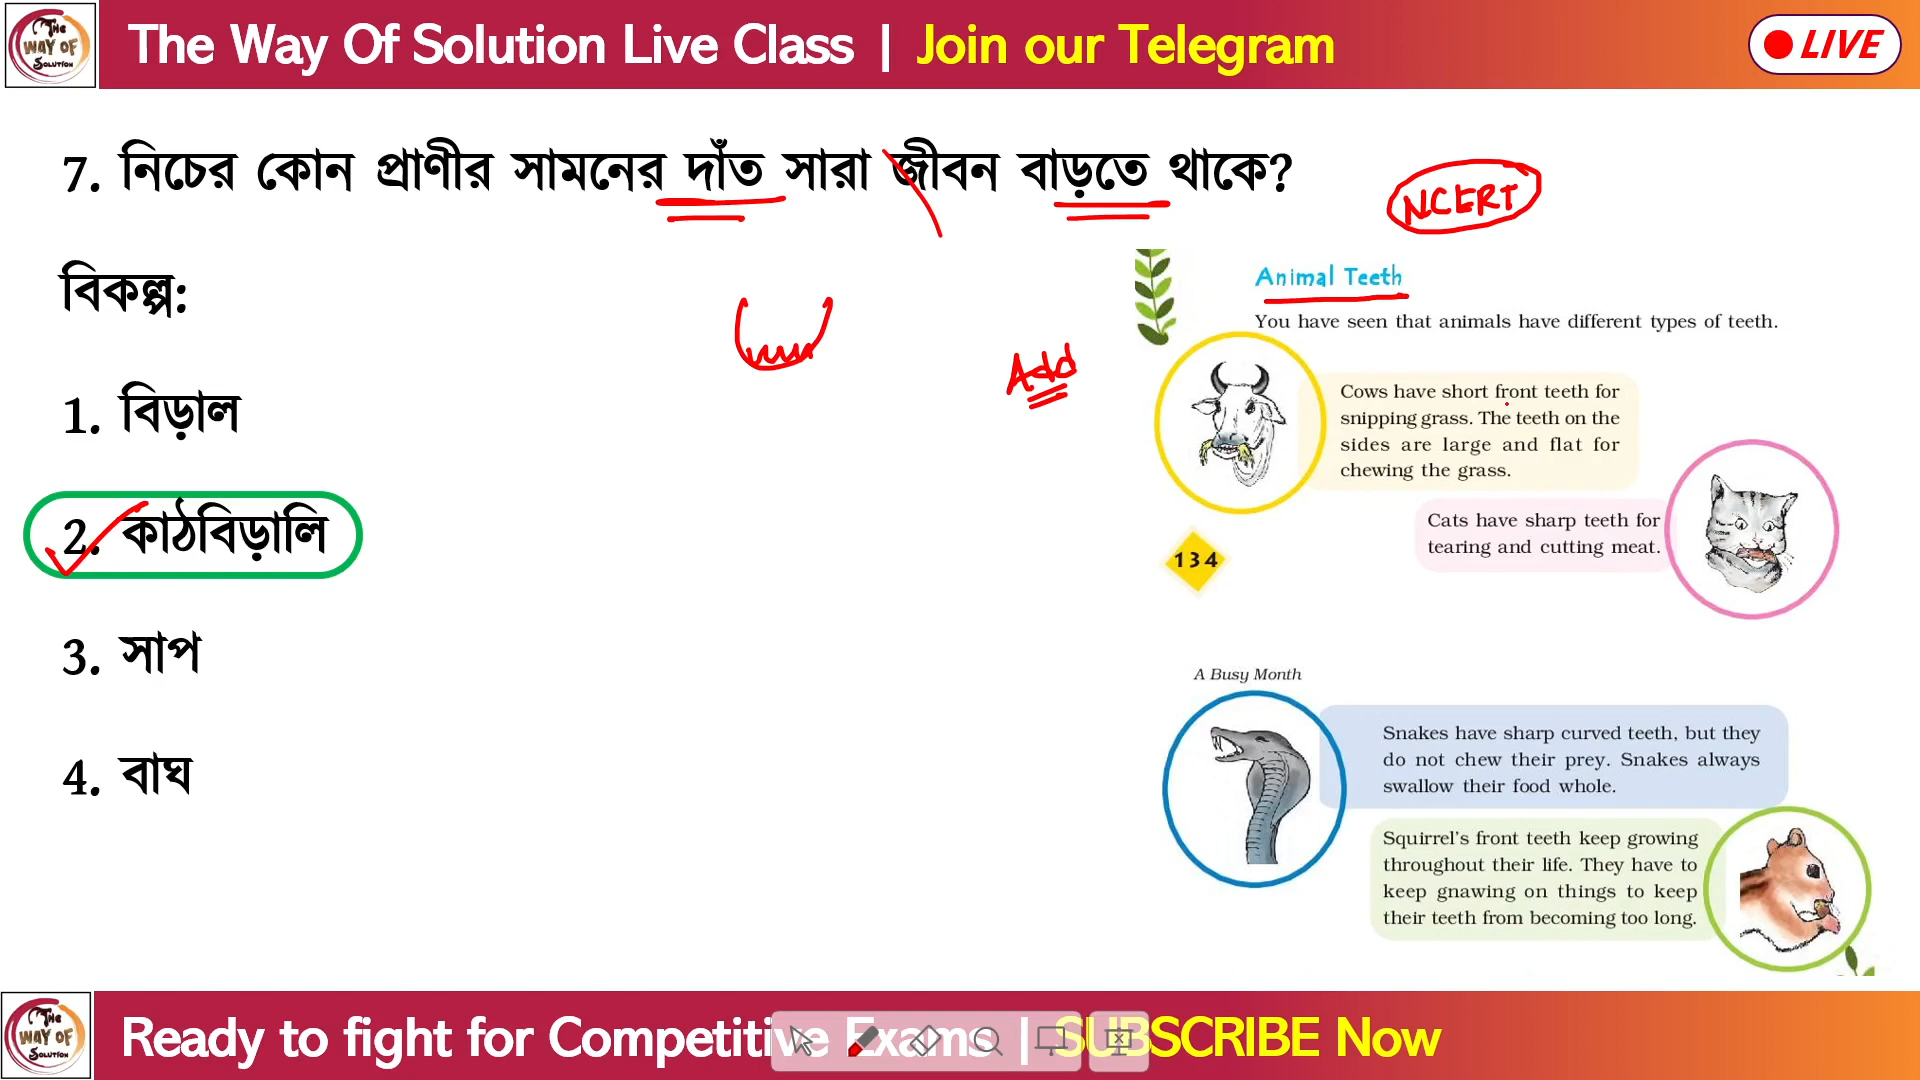 The WAY OF SOLUTION
The Way Of Solution Live Class | Join our Telegram
LIVE
7. নিচের কোন প্রাণীর সামনের দাঁত সারা জীবন বাড়তে থাকে?
NCERT
বিকল্প:
1. বিড়াল
2. কাঠবিড়ালি
3. সাপ
4. বাঘ
Add
Animal Teeth
You have seen that animals have different types of teeth.
Cows have short front teeth for
snipping grass. The teeth on the
sides are large and flat for
chewing the grass.
Cats have sharp teeth for
tearing and cutting meat.
134
A Busy Month
Snakes have sharp curved teeth, but they
do not chew their prey. Snakes always
swallow their food whole.
Squirrel's front teeth keep growing
throughout their life. They have to
keep gnawing on things to keep
their teeth from becoming too long.
The WAY OF SOLUTION
Ready to fight for Competitive Exams | SUBSCRIBE Now